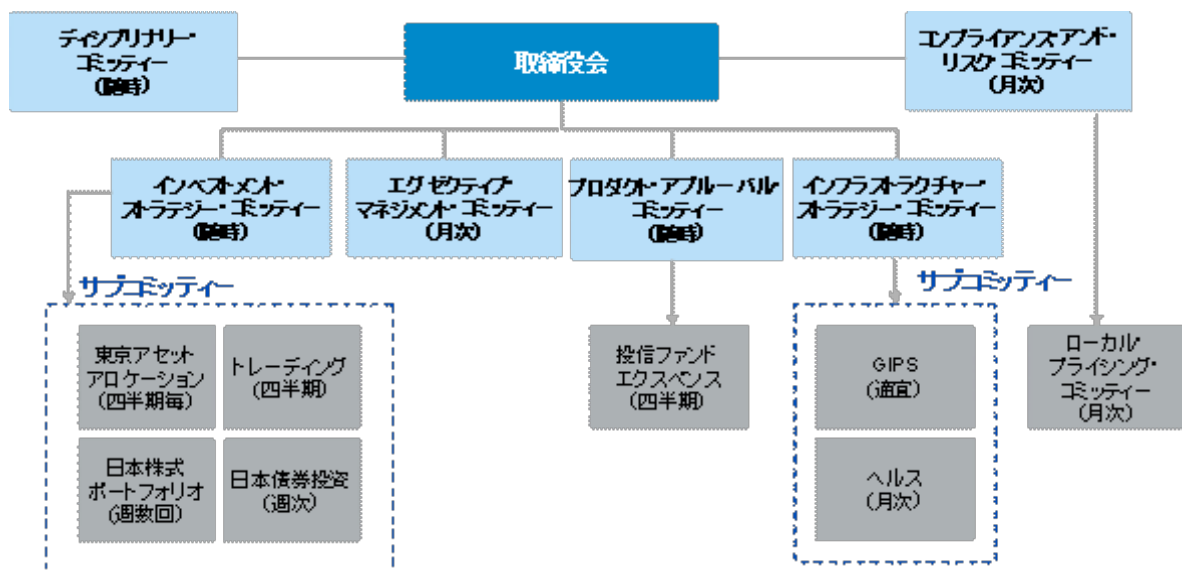 ディシプリナリー・
コミッティー
(随時)
取締役会
コンプライアンス・アンド・
リスク・コミッティー
(月次)
インベストメント・
ストラテジー・コミッティー
(随時)
エグゼクティブ・
マネジメント・コミッティー
(月次)
プロダクト・アプルーバル・
コミッティー
(随時)
インフラストラクチャー・
ストラテジー・コミッティー
(随時)
サブコミッティー
サブコミッティー
東京アセット
アロケーション
(四半期毎)
トレーディング
(四半期)
投信ファンド
エクスペンス
(四半期)
GIPS
(適宜)
ローカル・
プライシング・
コミッティー
(月次)
日本株式
ポートフォリオ
(週数回)
日本債券投資
(週次)
ヘルス
(月次)